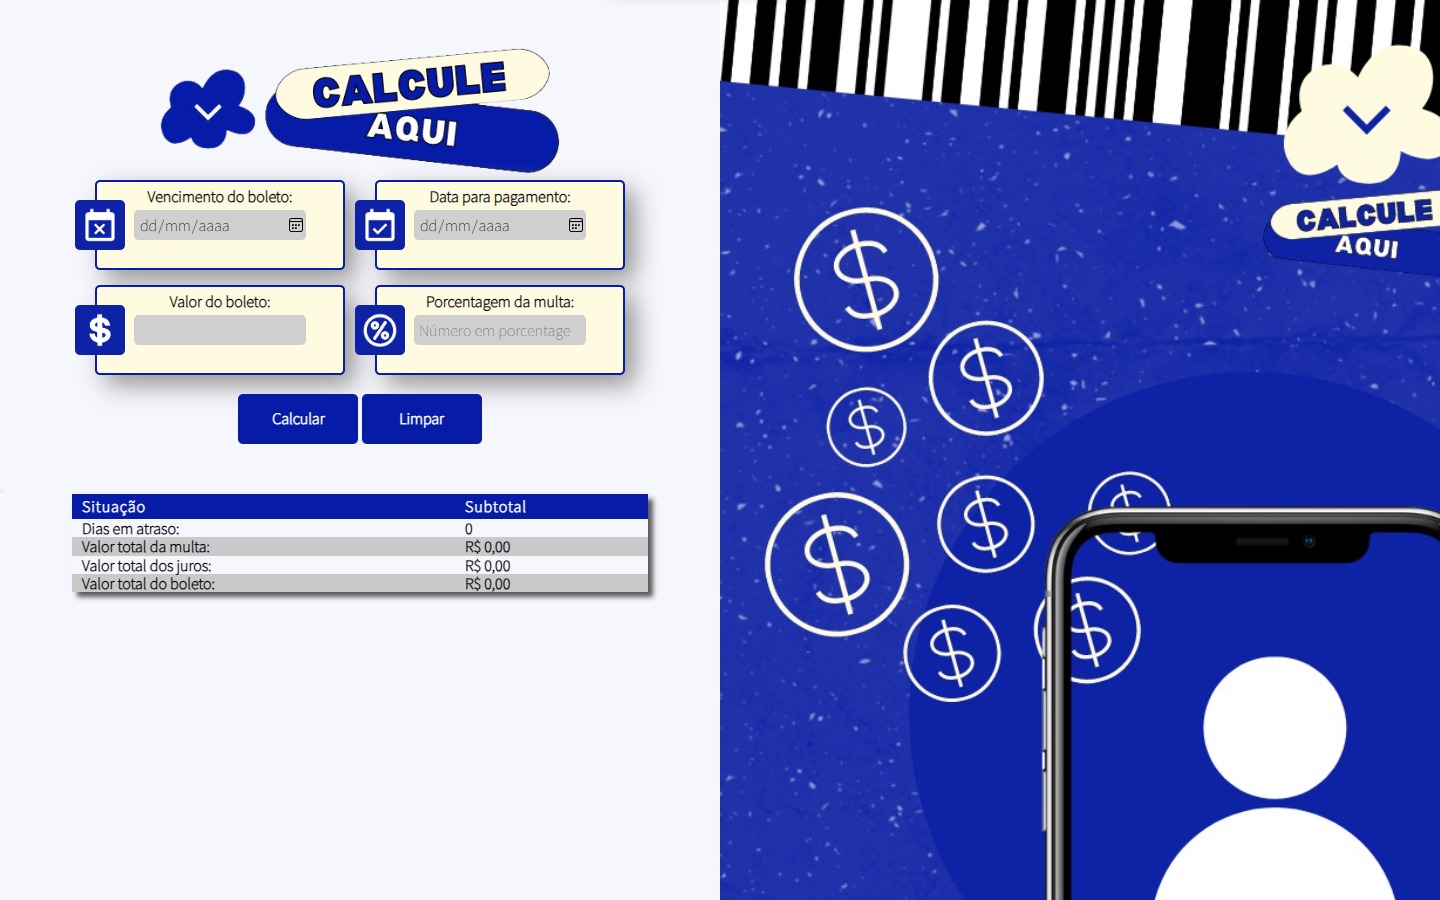 CALCULE
AQUI
Vencimento do boleto:
dd/mm/aaaa
Data para pagamento:
dd/mm/aaaa
Valor do boleto:
$
Porcentagem da multa:
Número em porcentage
%
Calcular
Limpar
Situação Subtotal
Dias em atraso: 0
Valor total da multa: R$ 0,00
Valor total dos juros: R$ 0,00
Valor total do boleto: R$ 0,00
CALCULE
AQUI
$
$
$
$
$
$
$
$